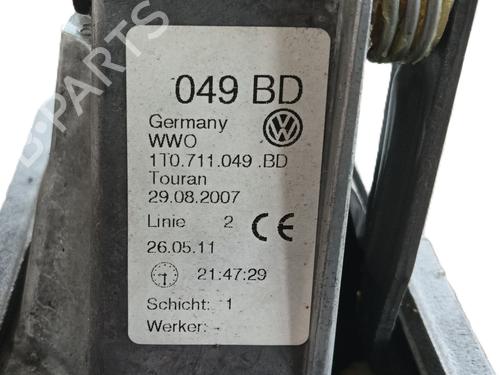 049 BD
Germany
WWO
1T0.711.049 .BD
Touran
29.08.2007
Linie 2 CE
26.05.11
21:47:29
Schicht: 1
Werker: -
B-PARTS